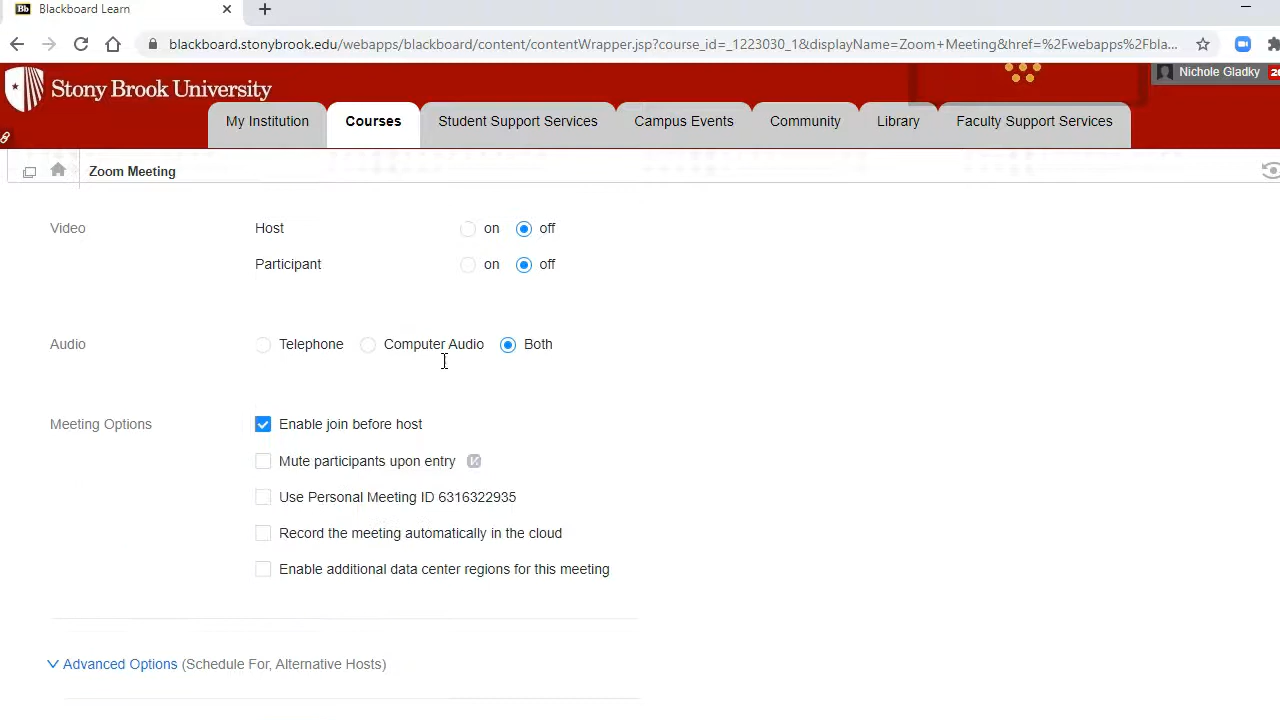 Bb Blackboard Learn
blackboard.stonybrook.edu/webapps/blackboard/content/contentWrapper.jsp?course_id=_1223030_1&displayName=Zoom+Meeting&href=%2Fwebapps%2Fbla...
Stony Brook University
Nichole Gladky
My Institution Courses Student Support Services Campus Events Community Library Faculty Support Services
Zoom Meeting
Video Host on off
Participant on off
Audio Telephone Computer Audio Both
Meeting Options Enable join before host
Mute participants upon entry
Use Personal Meeting ID 6316322935
Record the meeting automatically in the cloud
Enable additional data center regions for this meeting
Advanced Options (Schedule For, Alternative Hosts)